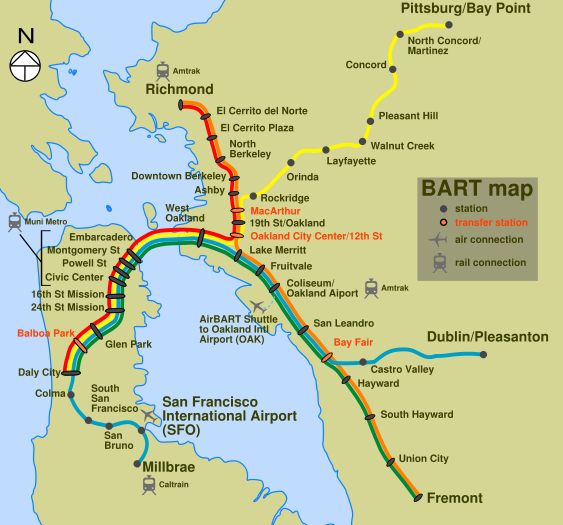 Pittsburg/Bay Point
N
North Concord/
Martinez
Concord
Amtrak
Richmond
El Cerrito del Norte
Pleasant Hill
El Cerrito Plaza
North
Berkeley
Walnut Creek
Layfayette
Downtown Berkeley
Orinda
Ashby
Rockridge
BART map
station
transfer station
air connection
rail connection
MacArthur
West
Oakland
19th St/Oakland
Oakland City Center/12th St
Muni Metro
Embarcadero
Montgomery St
Powell St
Civic Center
16th St Mission
24th St Mission
Lake Merritt
Fruitvale
Coliseum/
Oakland Aiport
Amtrak
AirBART Shuttle
to Oakland Intl
Airport (OAK)
San Leandro
Balboa Park
Glen Park
Bay Fair
Dublin/Pleasanton
Castro Valley
Daly City
Hayward
Colma
South
San
Francisco
San Francisco
International Airport
(SFO)
South Hayward
San
Bruno
Millbrae
Caltrain
Union City
Fremont